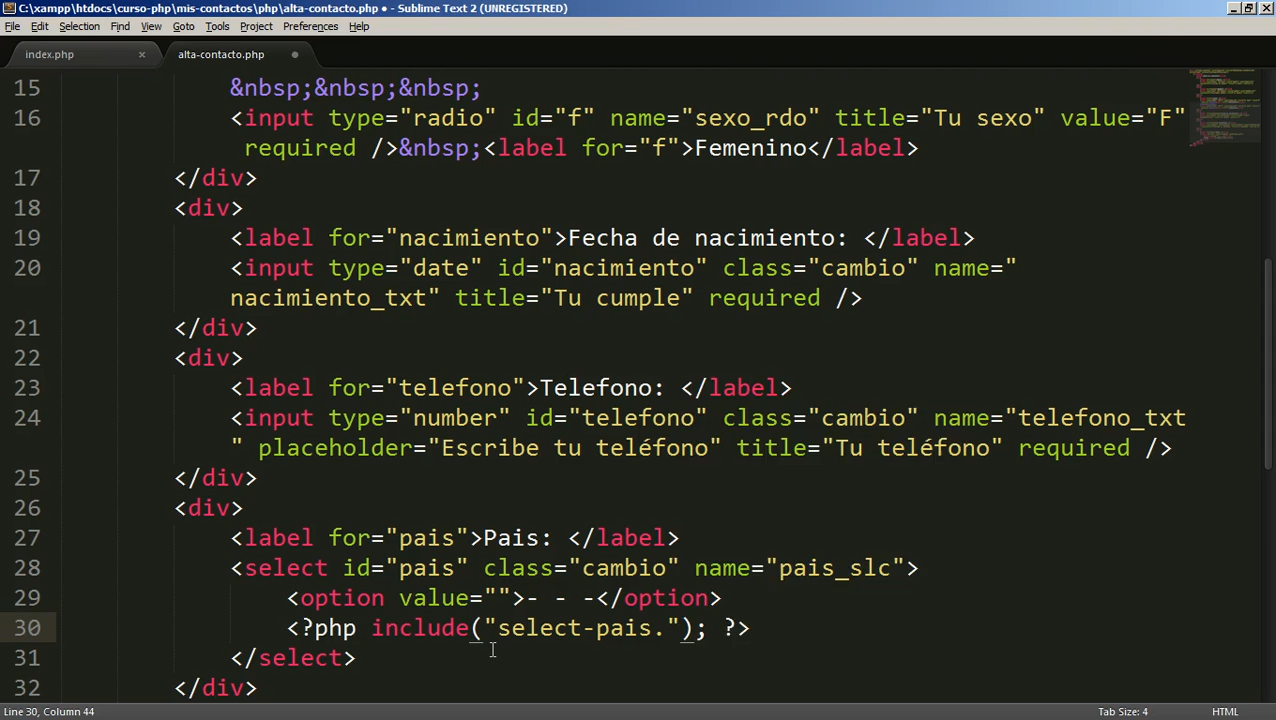 C:\xampp\htdocs\curso-php\mis-contactos\php\alta-contacto.php • - Sublime Text 2 (UNREGISTERED)
File Edit Selection Find View Goto Tools Project Preferences Help
index.php × alta-contacto.php
15 &nbsp;&nbsp;&nbsp;
16 <input type="radio" id="f" name="sexo_rdo" title="Tu sexo" value="F"
required />&nbsp;<label for="f">Femenino</label>
17 </div>
18 <div>
19 <label for="nacimiento">Fecha de nacimiento: </label>
20 <input type="date" id="nacimiento" class="cambio" name="
nacimiento_txt" title="Tu cumple" required />
21 </div>
22 <div>
23 <label for="telefono">Telefono: </label>
24 <input type="number" id="telefono" class="cambio" name="telefono_txt
" placeholder="Escribe tu teléfono" title="Tu teléfono" required />
25 </div>
26 <div>
27 <label for="pais">Pais: </label>
28 <select id="pais" class="cambio" name="pais_slc">
29 <option value="">- - -</option>
30 <?php include("select-pais."); ?>
31 </select>
32 </div>
Line 30, Column 44 Tab Size: 4 HTML